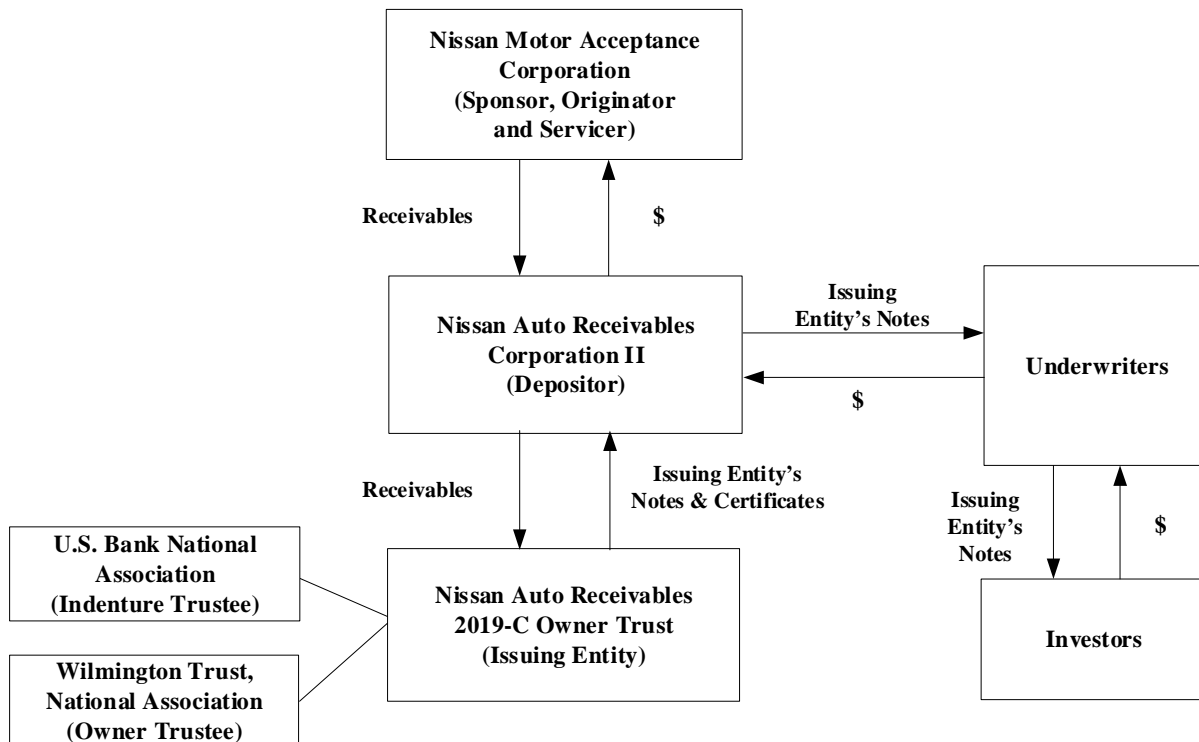 Nissan Motor Acceptance
Corporation
(Sponsor, Originator
and Servicer)
Receivables
$
Nissan Auto Receivables
Corporation II
(Depositor)
Issuing
Entity’s Notes
$
Underwriters
Receivables
Issuing Entity’s
Notes & Certificates
Issuing
Entity’s
Notes
$
U.S. Bank National
Association
(Indenture Trustee)
Nissan Auto Receivables
2019-C Owner Trust
(Issuing Entity)
Investors
Wilmington Trust,
National Association
(Owner Trustee)